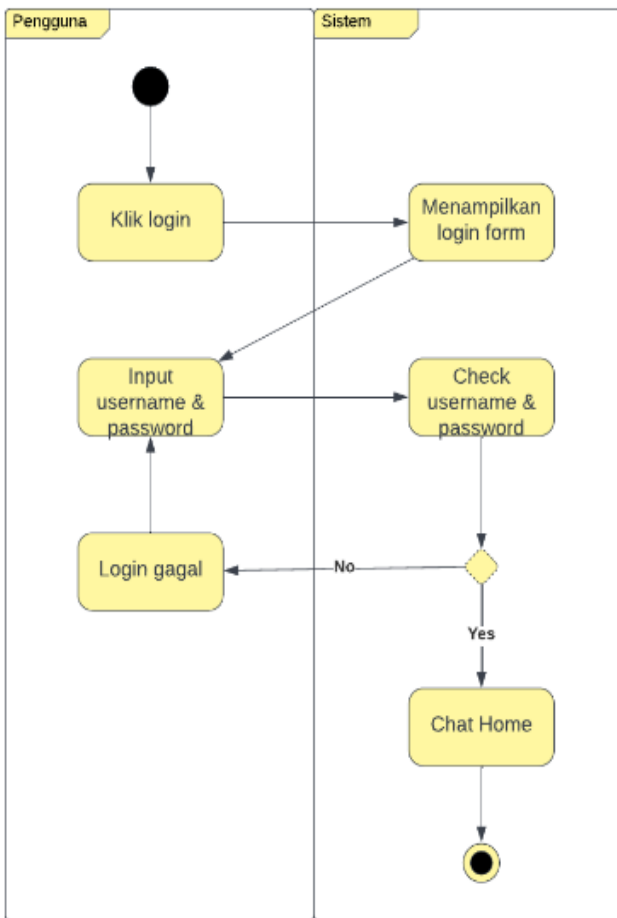 Pengguna
Sistem
Klik login
Menampilkan
login form
Input
username &
password
Check
username &
password
Login gagal
No
Yes
Chat Home